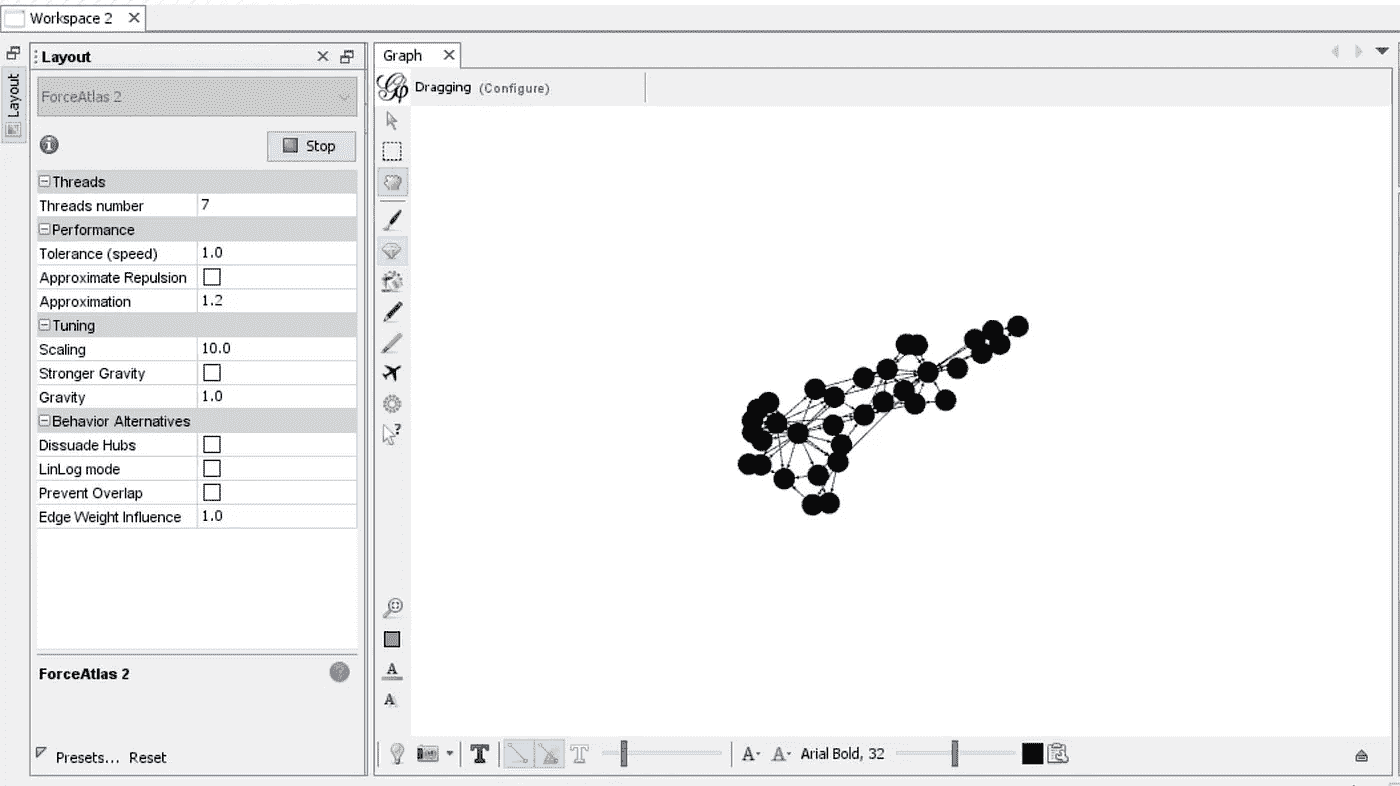 Workspace 2
Layout
Layout
ForceAtlas 2
Stop
Threads
Threads number 7
Performance
Tolerance (speed) 1.0
Approximate Repulsion
Approximation 1.2
Tuning
Scaling 10.0
Stronger Gravity
Gravity 1.0
Behavior Alternatives
Dissuade Hubs
LinLog mode
Prevent Overlap
Edge Weight Influence 1.0
ForceAtlas 2
Presets... Reset
Graph
Dragging (Configure)
T T A- A- Arial Bold, 32